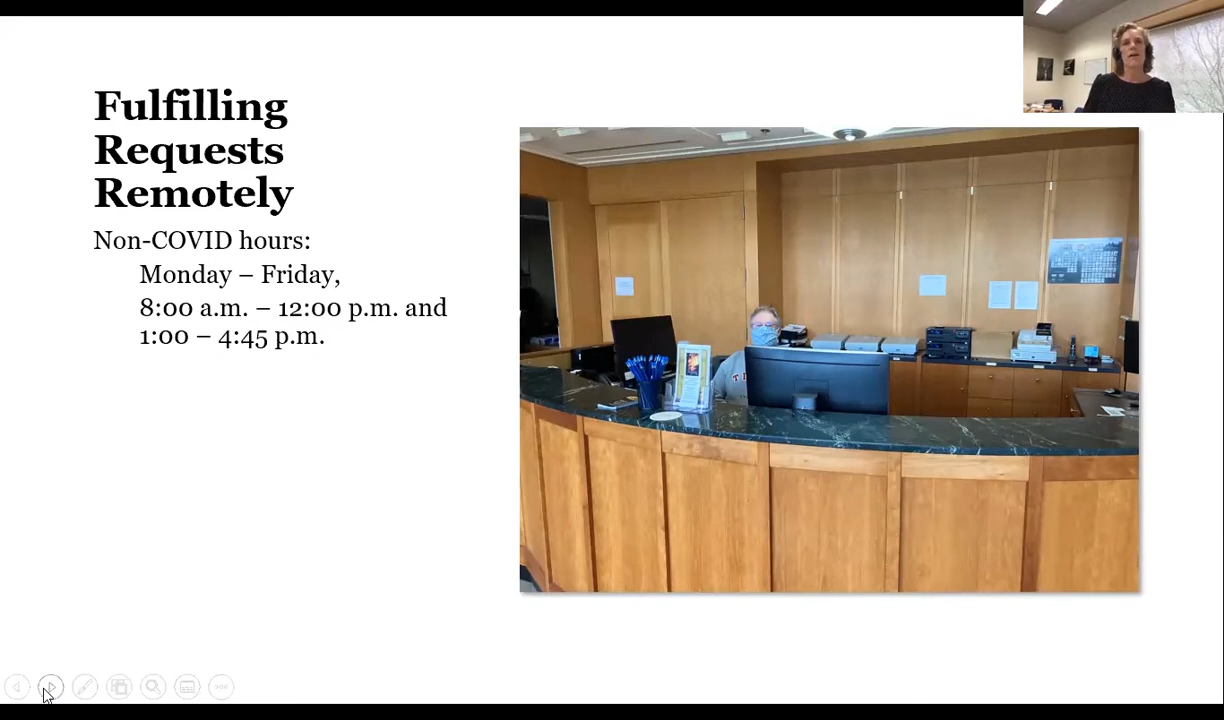 Fulfilling
Requests
Remotely
Non-COVID hours:
Monday – Friday,
8:00 a.m. – 12:00 p.m. and
1:00 – 4:45 p.m.